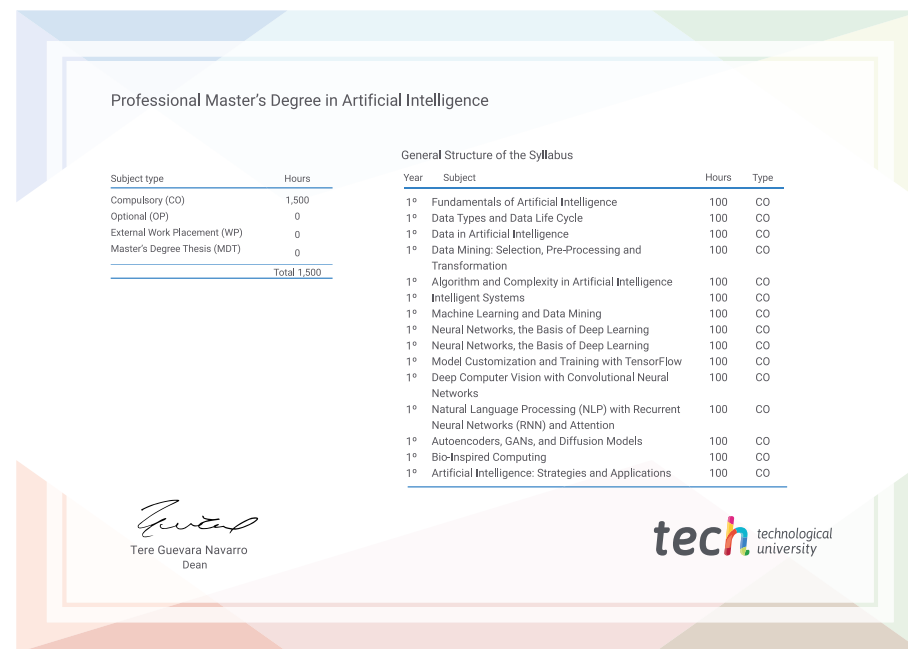 Professional Master's Degree in Artificial Intelligence
Subject type Hours
Compulsory (CO) 1,500
Optional (OP) 0
External Work Placement (WP) 0
Master's Degree Thesis (MDT) 0
Total 1,500
General Structure of the Syllabus
Year Subject Hours Type
1º Fundamentals of Artificial Intelligence 100 CO
1º Data Types and Data Life Cycle 100 CO
1º Data in Artificial Intelligence 100 CO
1º Data Mining: Selection, Pre-Processing and 100 CO
Transformation
1º Algorithm and Complexity in Artificial Intelligence 100 CO
1º Intelligent Systems 100 CO
1º Machine Learning and Data Mining 100 CO
1º Neural Networks, the Basis of Deep Learning 100 CO
1º Neural Networks, the Basis of Deep Learning 100 CO
1º Model Customization and Training with TensorFlow 100 CO
1º Deep Computer Vision with Convolutional Neural 100 CO
Networks
1º Natural Language Processing (NLP) with Recurrent 100 CO
Neural Networks (RNN) and Attention
1º Autoencoders, GANs, and Diffusion Models 100 CO
1º Bio-Inspired Computing 100 CO
1º Artificial Intelligence: Strategies and Applications 100 CO
Tere Guevara Navarro
Dean
tech technological
university